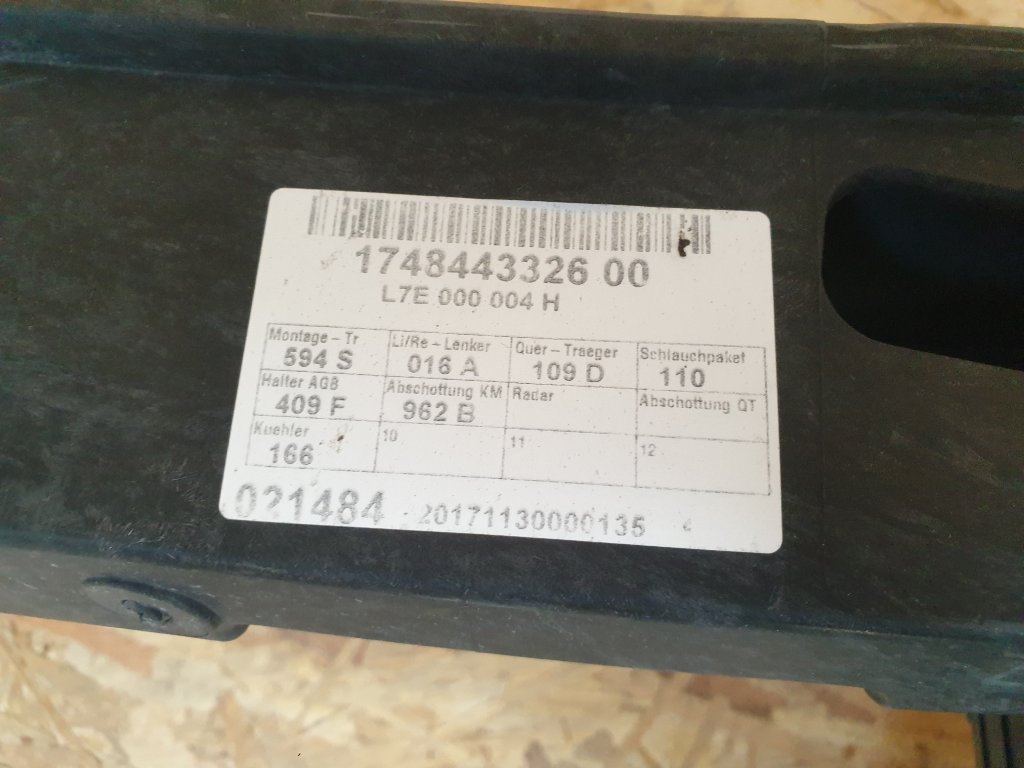 1748443326 00
L7E 000 004 H
Montage - Tr Li/Re - Lenker Quer - Traeger Schlauchpaket
594 S 016 A 109 D 110
Halter AGB Abschottung KM Radar Abschottung QT
409 F 962 B
Kuehler 10 11 12
166
021484 20171130000135 4